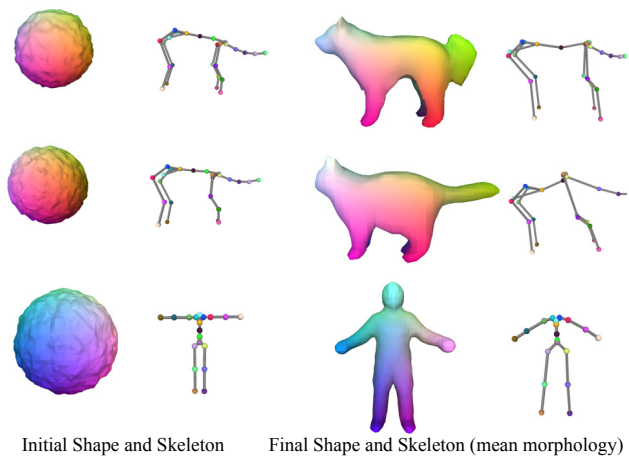 Initial Shape and Skeleton
Final Shape and Skeleton (mean morphology)